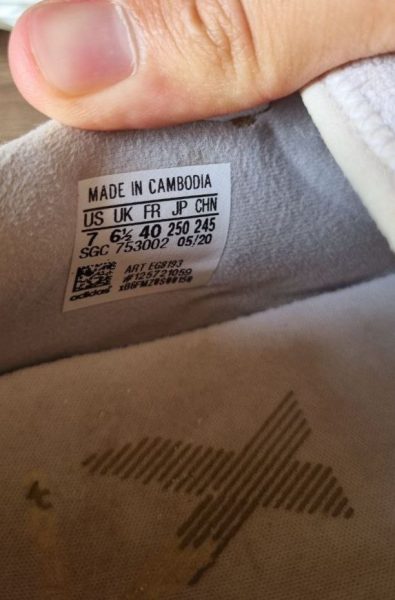 MADE IN CAMBODIA
US UK FR JP CHN
7 6½ 40 250 245
SGC 753002 05/20
ART EG8193
#125721059
adidas